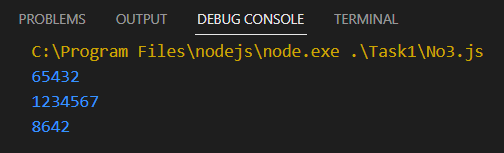 PROBLEMS OUTPUT DEBUG CONSOLE TERMINAL
C:\Program Files\nodejs\node.exe .\Task1\No3.js
65432
1234567
8642